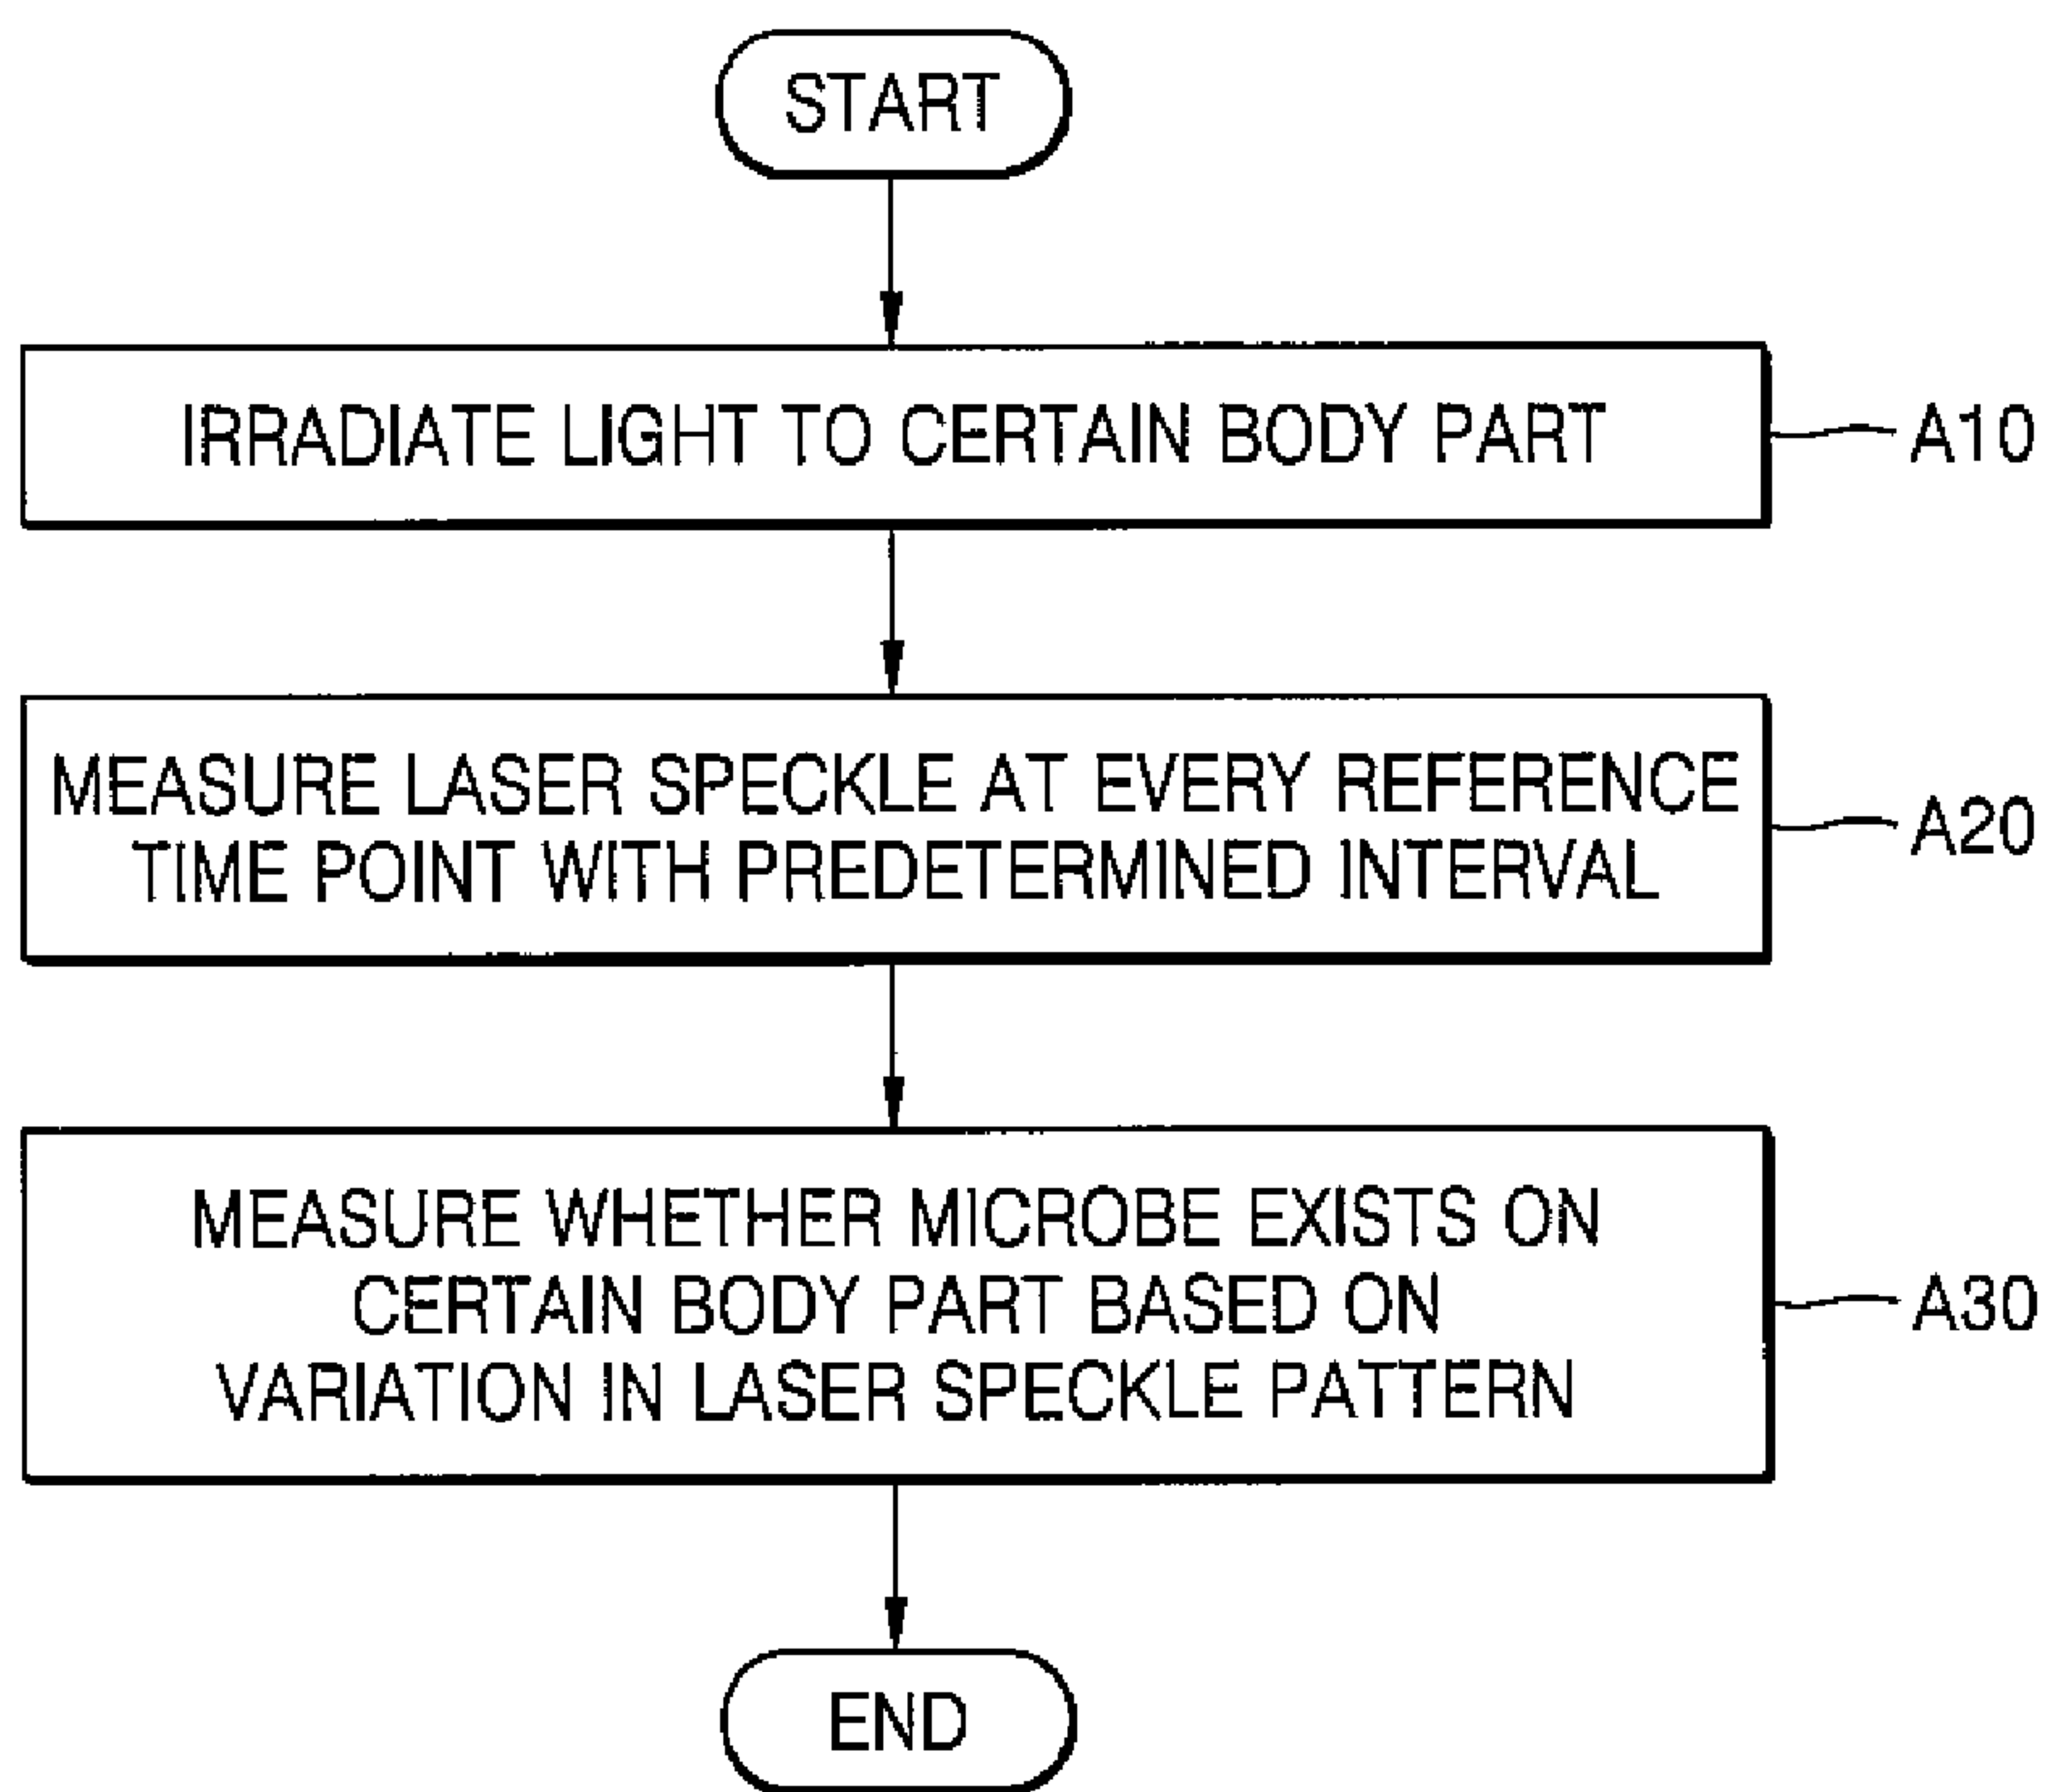 START
IRRADIATE LIGHT TO CERTAIN BODY PART
A10
MEASURE LASER SPECKLE AT EVERY REFERENCE
TIME POINT WITH PREDETERMINED INTERVAL
A20
MEASURE WHETHER MICROBE EXISTS ON
CERTAIN BODY PART BASED ON
VARIATION IN LASER SPECKLE PATTERN
A30
END